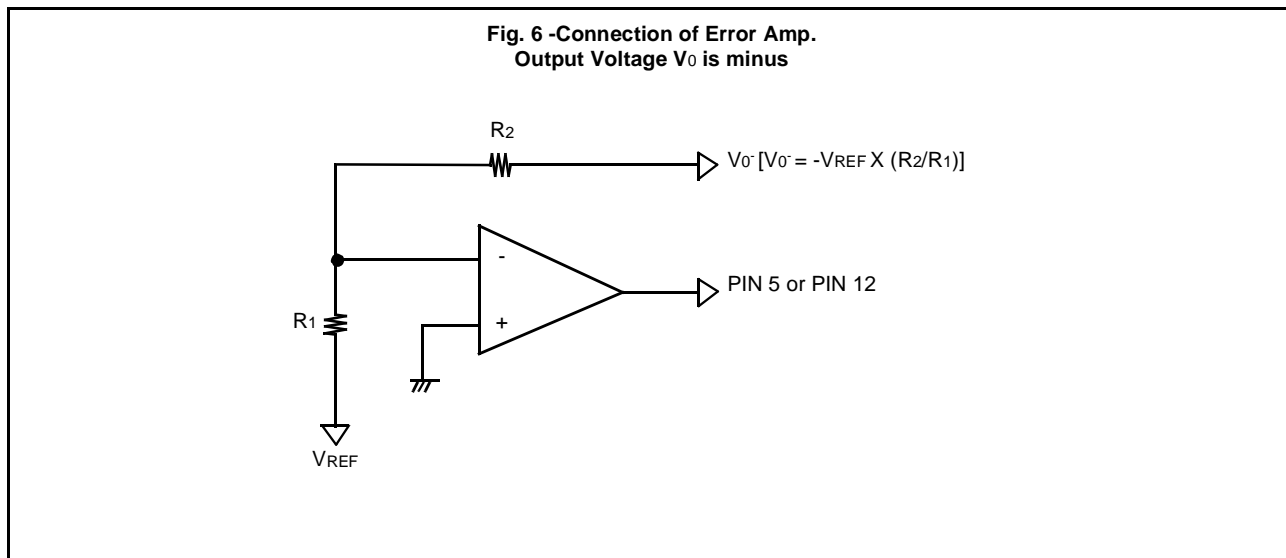 Fig. 6 -Connection of Error Amp.
Output Voltage V0 is minus
R2
V0- [V0- = -VREF X (R2/R1)]
-
PIN 5 or PIN 12
R1
+
VREF